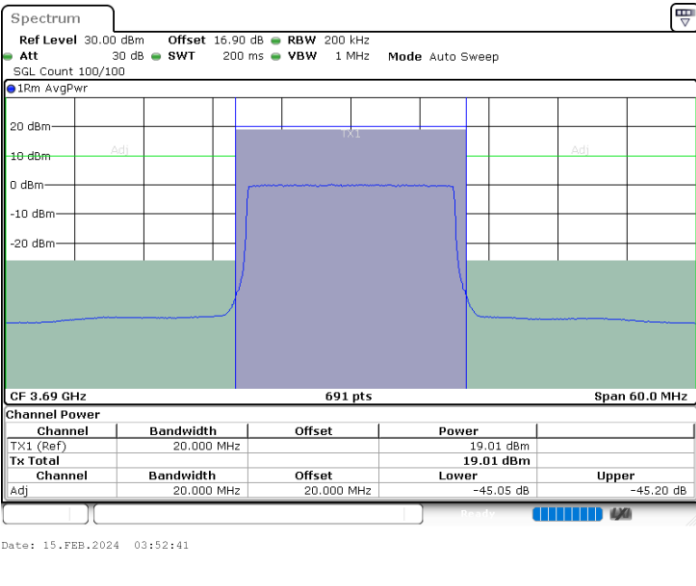 Spectrum
Ref Level 30.00 dBm Offset 16.90 dB RBW 200 kHz
Att 30 dB SWT 200 ms VBW 1 MHz Mode Auto Sweep
SGL Count 100/100
1Rm AvgPwr
20 dBm
TX1
Adj Adj
10 dBm
0 dBm
-10 dBm
-20 dBm
CF 3.69 GHz 691 pts Span 60.0 MHz
Channel Power
Channel Bandwidth Offset Power
TX1 (Ref) 20.000 MHz 19.01 dBm
Tx Total 19.01 dBm
Channel Bandwidth Offset Lower Upper
Adj 20.000 MHz 20.000 MHz -45.05 dB -45.20 dB
Ready
Date: 15.FEB.2024 03:52:41